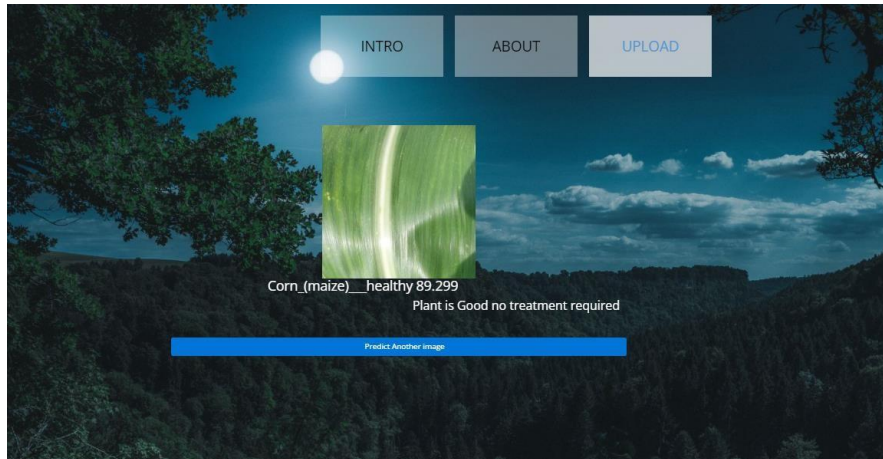 INTRO ABOUT UPLOAD
Corn_(maize)___healthy 89.299
Plant is Good no treatment required
Predict Another image